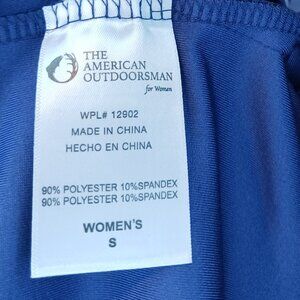 THE
AMERICAN
OUTDOORSMAN
for Women
WPL# 12902
MADE IN CHINA
HECHO EN CHINA
90% POLYESTER 10%SPANDEX
90% POLYESTER 10%SPANDEX
WOMEN'S
S